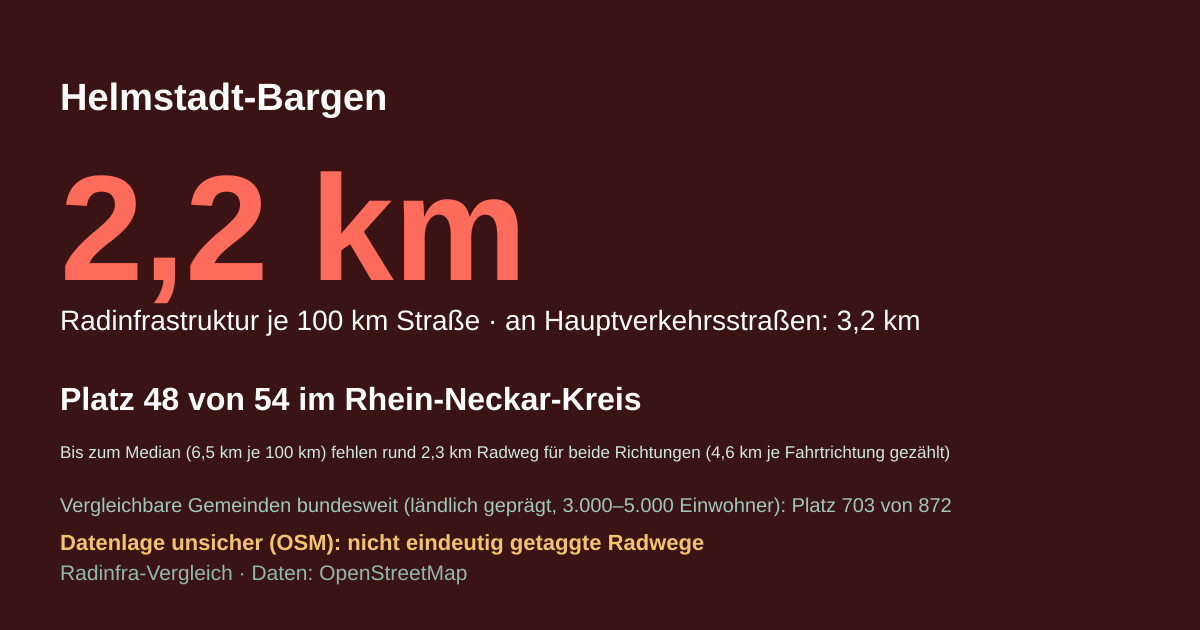 Helmstadt-Bargen
2,2 km
Radinfrastruktur je 100 km Straße · an Hauptverkehrsstraßen: 3,2 km
Platz 48 von 54 im Rhein-Neckar-Kreis
Bis zum Median (6,5 km je 100 km) fehlen rund 2,3 km Radweg für beide Richtungen (4,6 km je Fahrtrichtung gezählt)
Vergleichbare Gemeinden bundesweit (ländlich geprägt, 3.000–5.000 Einwohner): Platz 703 von 872
Datenlage unsicher (OSM): nicht eindeutig getaggte Radwege
Radinfra-Vergleich · Daten: OpenStreetMap